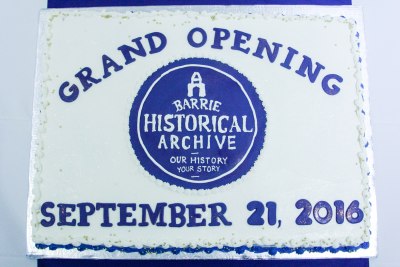 GRAND OPENING
BARRIE
HISTORICAL
ARCHIVE
OUR HISTORY
YOUR STORY
SEPTEMBER 21, 2016